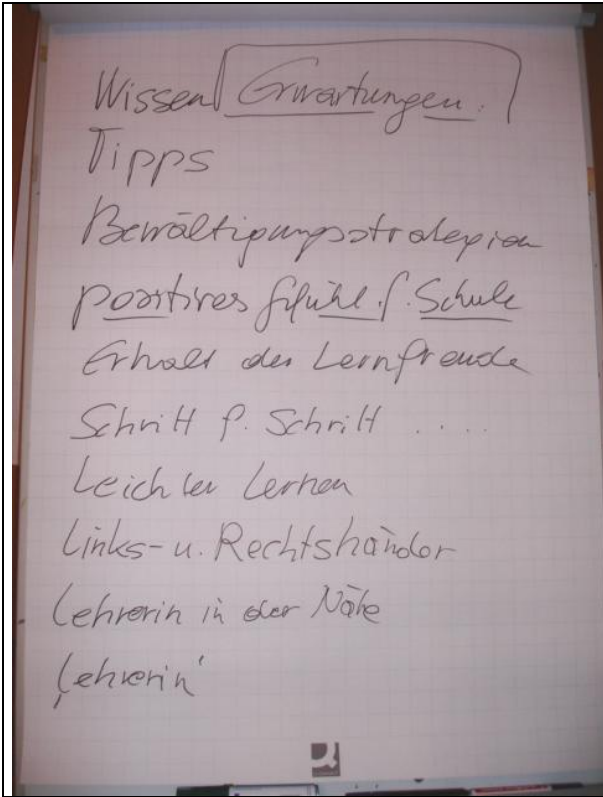 Wissen Erwartungen.
Tipps
Bewältigungsstrategien
positives Gfühl f. Schule
Erhalt der Lernfreude
Schritt f. Schritt ....
Leichter Lernen
Links- u. Rechtshänder
Lehrerin in der Nähe
,Lehrerin'